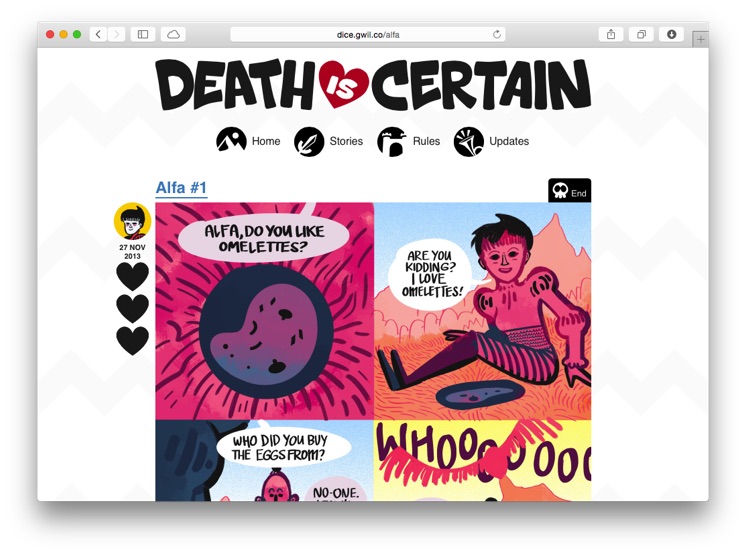 dice.gwil.co/alfa
DEATH IS CERTAIN
Home Stories Rules Updates
Alfa #1
End
27 NOV
2013
ALFA, DO YOU LIKE
OMELETTES?
ARE YOU
KIDDING?
I LOVE
OMELETTES!
WHO DID YOU BUY
THE EGGS FROM?
NO-ONE.
WHOOOOOOO